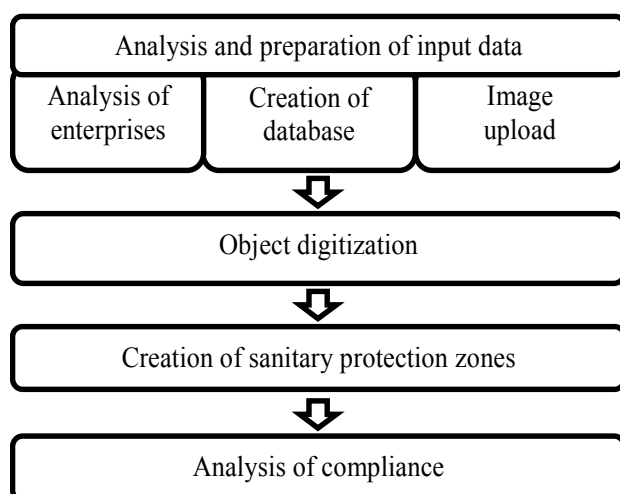 Analysis and preparation of input data
Analysis of
enterprises
Creation of
database
Image
upload
Object digitization
Creation of sanitary protection zones
Analysis of compliance